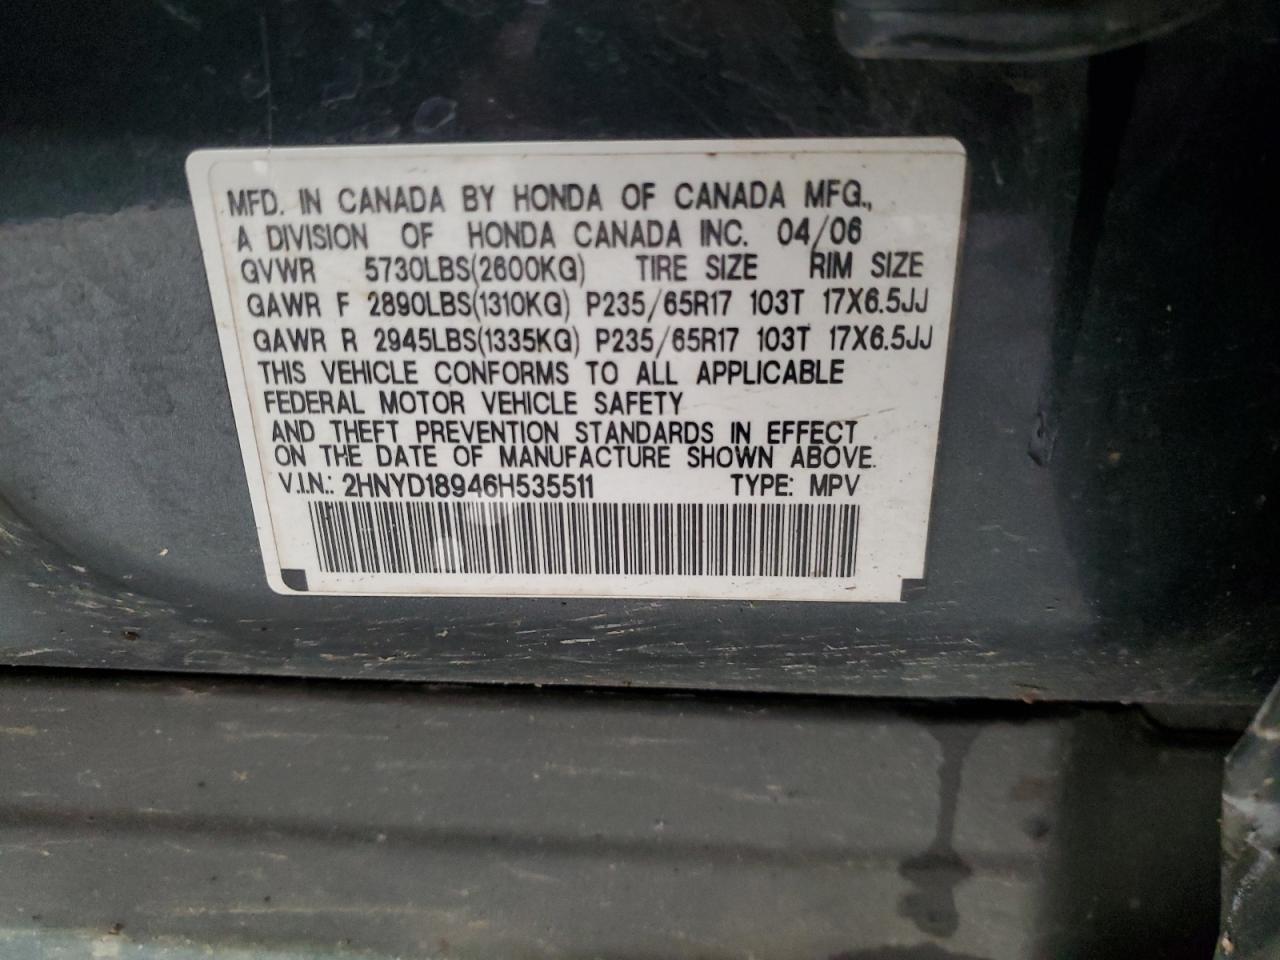 MFD. IN CANADA BY HONDA OF CANADA MFG.,
A DIVISION OF HONDA CANADA INC. 04/06
GVWR 5730LBS(2600KG) TIRE SIZE RIM SIZE
GAWR F 2890LBS(1310KG) P235/65R17 103T 17X6.5JJ
GAWR R 2945LBS(1335KG) P235/65R17 103T 17X6.5JJ
THIS VEHICLE CONFORMS TO ALL APPLICABLE
FEDERAL MOTOR VEHICLE SAFETY
AND THEFT PREVENTION STANDARDS IN EFFECT
ON THE DATE OF MANUFACTURE SHOWN ABOVE.
V.I.N.: 2HNYD18946H535511 TYPE: MPV